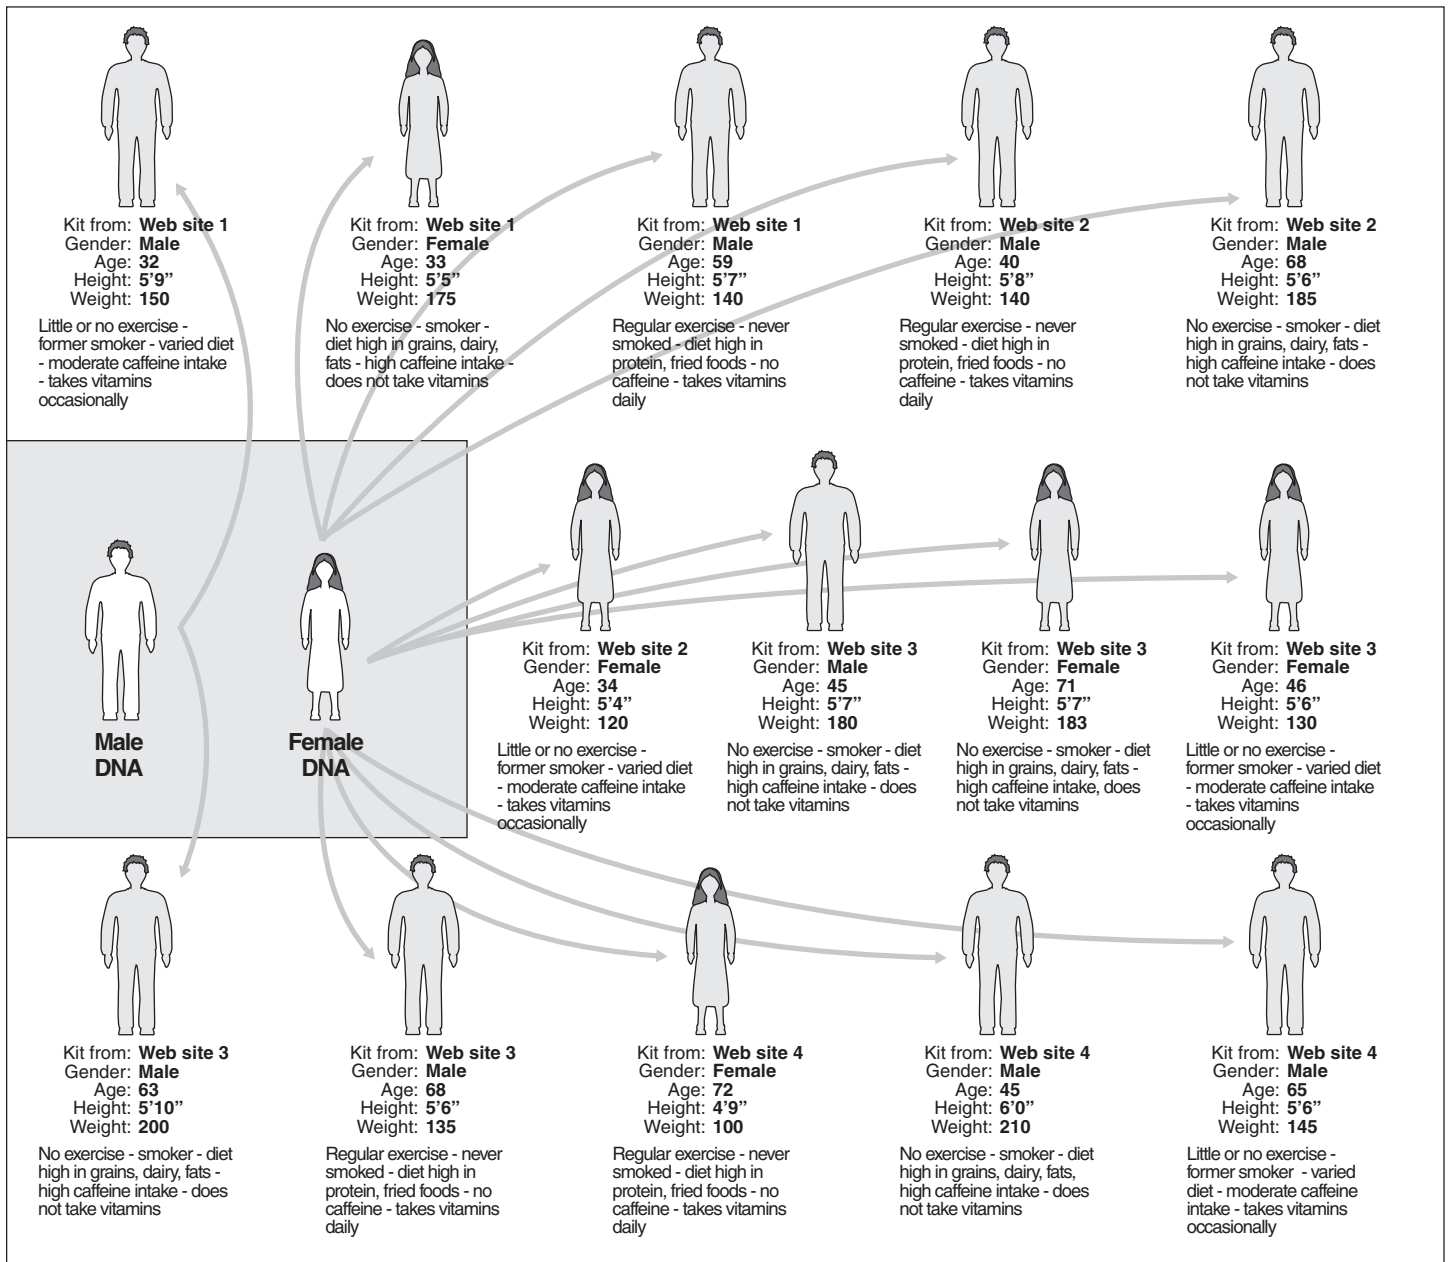 Kit from: Web site 1
Gender: Male
Age: 32
Height: 5’9”
Weight: 150
Little or no exercise -
former smoker - varied diet
- moderate caffeine intake
- takes vitamins
occasionally
Kit from: Web site 1
Gender: Female
Age: 33
Height: 5’5”
Weight: 175
No exercise - smoker -
diet high in grains, dairy,
fats - high caffeine intake -
does not take vitamins
Kit from: Web site 1
Gender: Male
Age: 59
Height: 5’7”
Weight: 140
Regular exercise - never
smoked - diet high in
protein, fried foods - no
caffeine - takes vitamins
daily
Kit from: Web site 2
Gender: Male
Age: 40
Height: 5’8”
Weight: 140
Regular exercise - never
smoked - diet high in
protein, fried foods - no
caffeine - takes vitamins
daily
Kit from: Web site 2
Gender: Male
Age: 68
Height: 5’6”
Weight: 185
No exercise - smoker - diet
high in grains, dairy, fats -
high caffeine intake - does
not take vitamins
Male
DNA
Female
DNA
Kit from: Web site 2
Gender: Female
Age: 34
Height: 5’4”
Weight: 120
Little or no exercise -
former smoker - varied diet
- moderate caffeine intake
- takes vitamins
occasionally
Kit from: Web site 3
Gender: Male
Age: 45
Height: 5’7”
Weight: 180
No exercise - smoker - diet
high in grains, dairy, fats -
high caffeine intake - does
not take vitamins
Kit from: Web site 3
Gender: Female
Age: 71
Height: 5’7”
Weight: 183
No exercise - smoker - diet
high in grains, dairy, fats -
high caffeine intake, does
not take vitamins
Kit from: Web site 3
Gender: Female
Age: 46
Height: 5’6”
Weight: 130
Little or no exercise -
former smoker - varied diet
- moderate caffeine intake
- takes vitamins
occasionally
Kit from: Web site 3
Gender: Male
Age: 63
Height: 5’10”
Weight: 200
No exercise - smoker - diet
high in grains, dairy, fats -
high caffeine intake - does
not take vitamins
Kit from: Web site 3
Gender: Male
Age: 68
Height: 5’6”
Weight: 135
Regular exercise - never
smoked - diet high in
protein, fried foods - no
caffeine - takes vitamins
daily
Kit from: Web site 4
Gender: Female
Age: 72
Height: 4’9”
Weight: 100
Regular exercise - never
smoked - diet high in
protein, fried foods - no
caffeine - takes vitamins
daily
Kit from: Web site 4
Gender: Male
Age: 45
Height: 6’0”
Weight: 210
No exercise - smoker - diet
high in grains, dairy, fats,
high caffeine intake - does
not take vitamins
Kit from: Web site 4
Gender: Male
Age: 65
Height: 5’6”
Weight: 145
Little or no exercise -
former smoker - varied
diet - moderate caffeine
intake - takes vitamins
occasionally